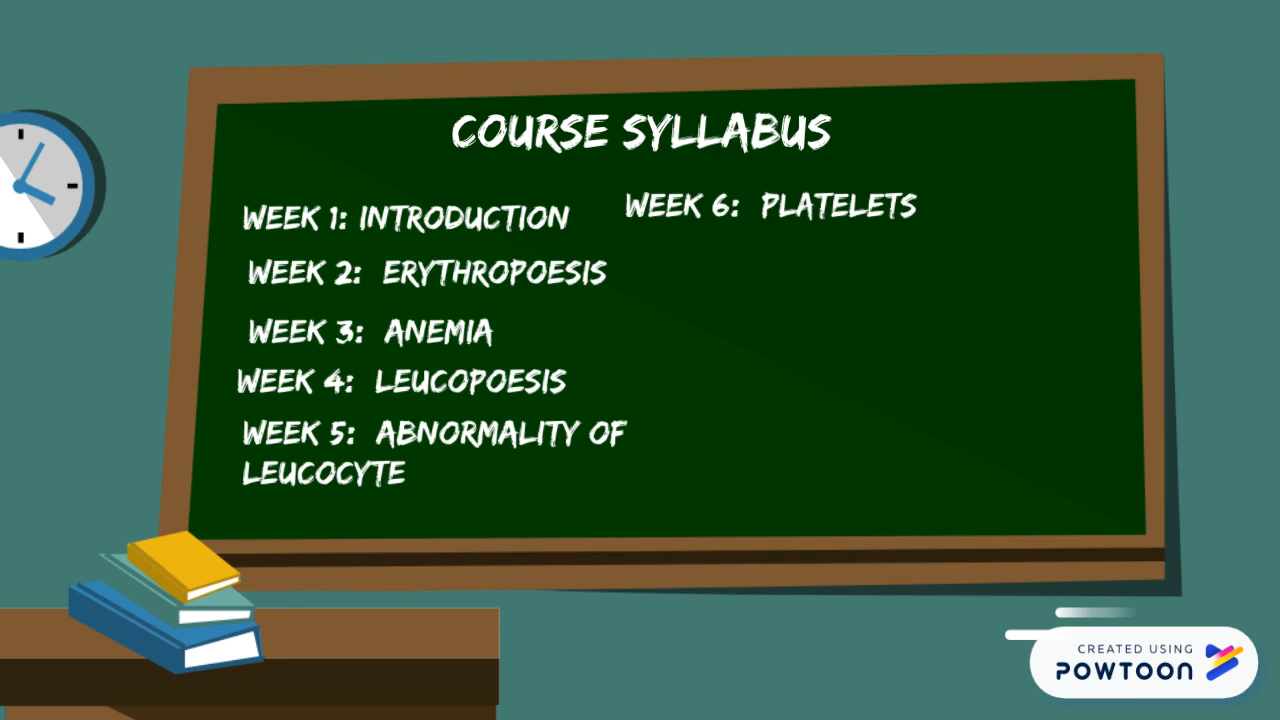 COURSE SYLLABUS
WEEK 1: INTRODUCTION
WEEK 2: ERYTHROPOESIS
WEEK 3: ANEMIA
WEEK 4: LEUCOPOESIS
WEEK 5: ABNORMALITY OF
LEUCOCYTE
WEEK 6: PLATELETS
CREATED USING
POWTOON